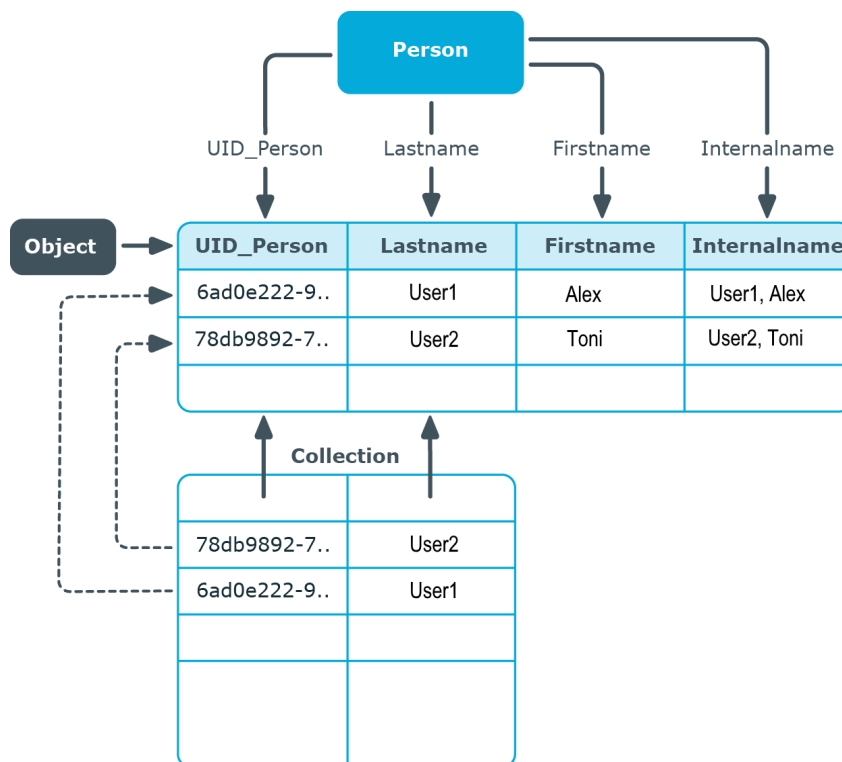 Person
UID_Person Lastname Firstname Internalname
Object
UID_Person Lastname Firstname Internalname
6ad0e222-9.. User1 Alex User1, Alex
78db9892-7.. User2 Toni User2, Toni
Collection
78db9892-7.. User2
6ad0e222-9.. User1